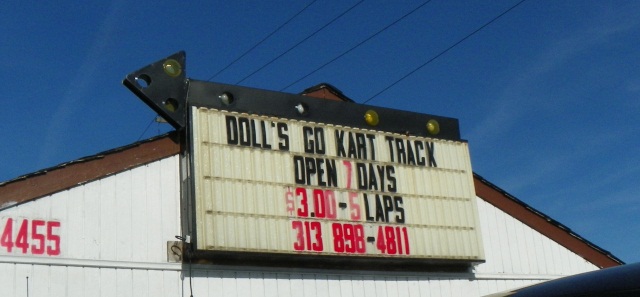 DOLL'S GO KART TRACK
OPEN 7 DAYS
$3.00-5 LAPS
313 898-4811
4455